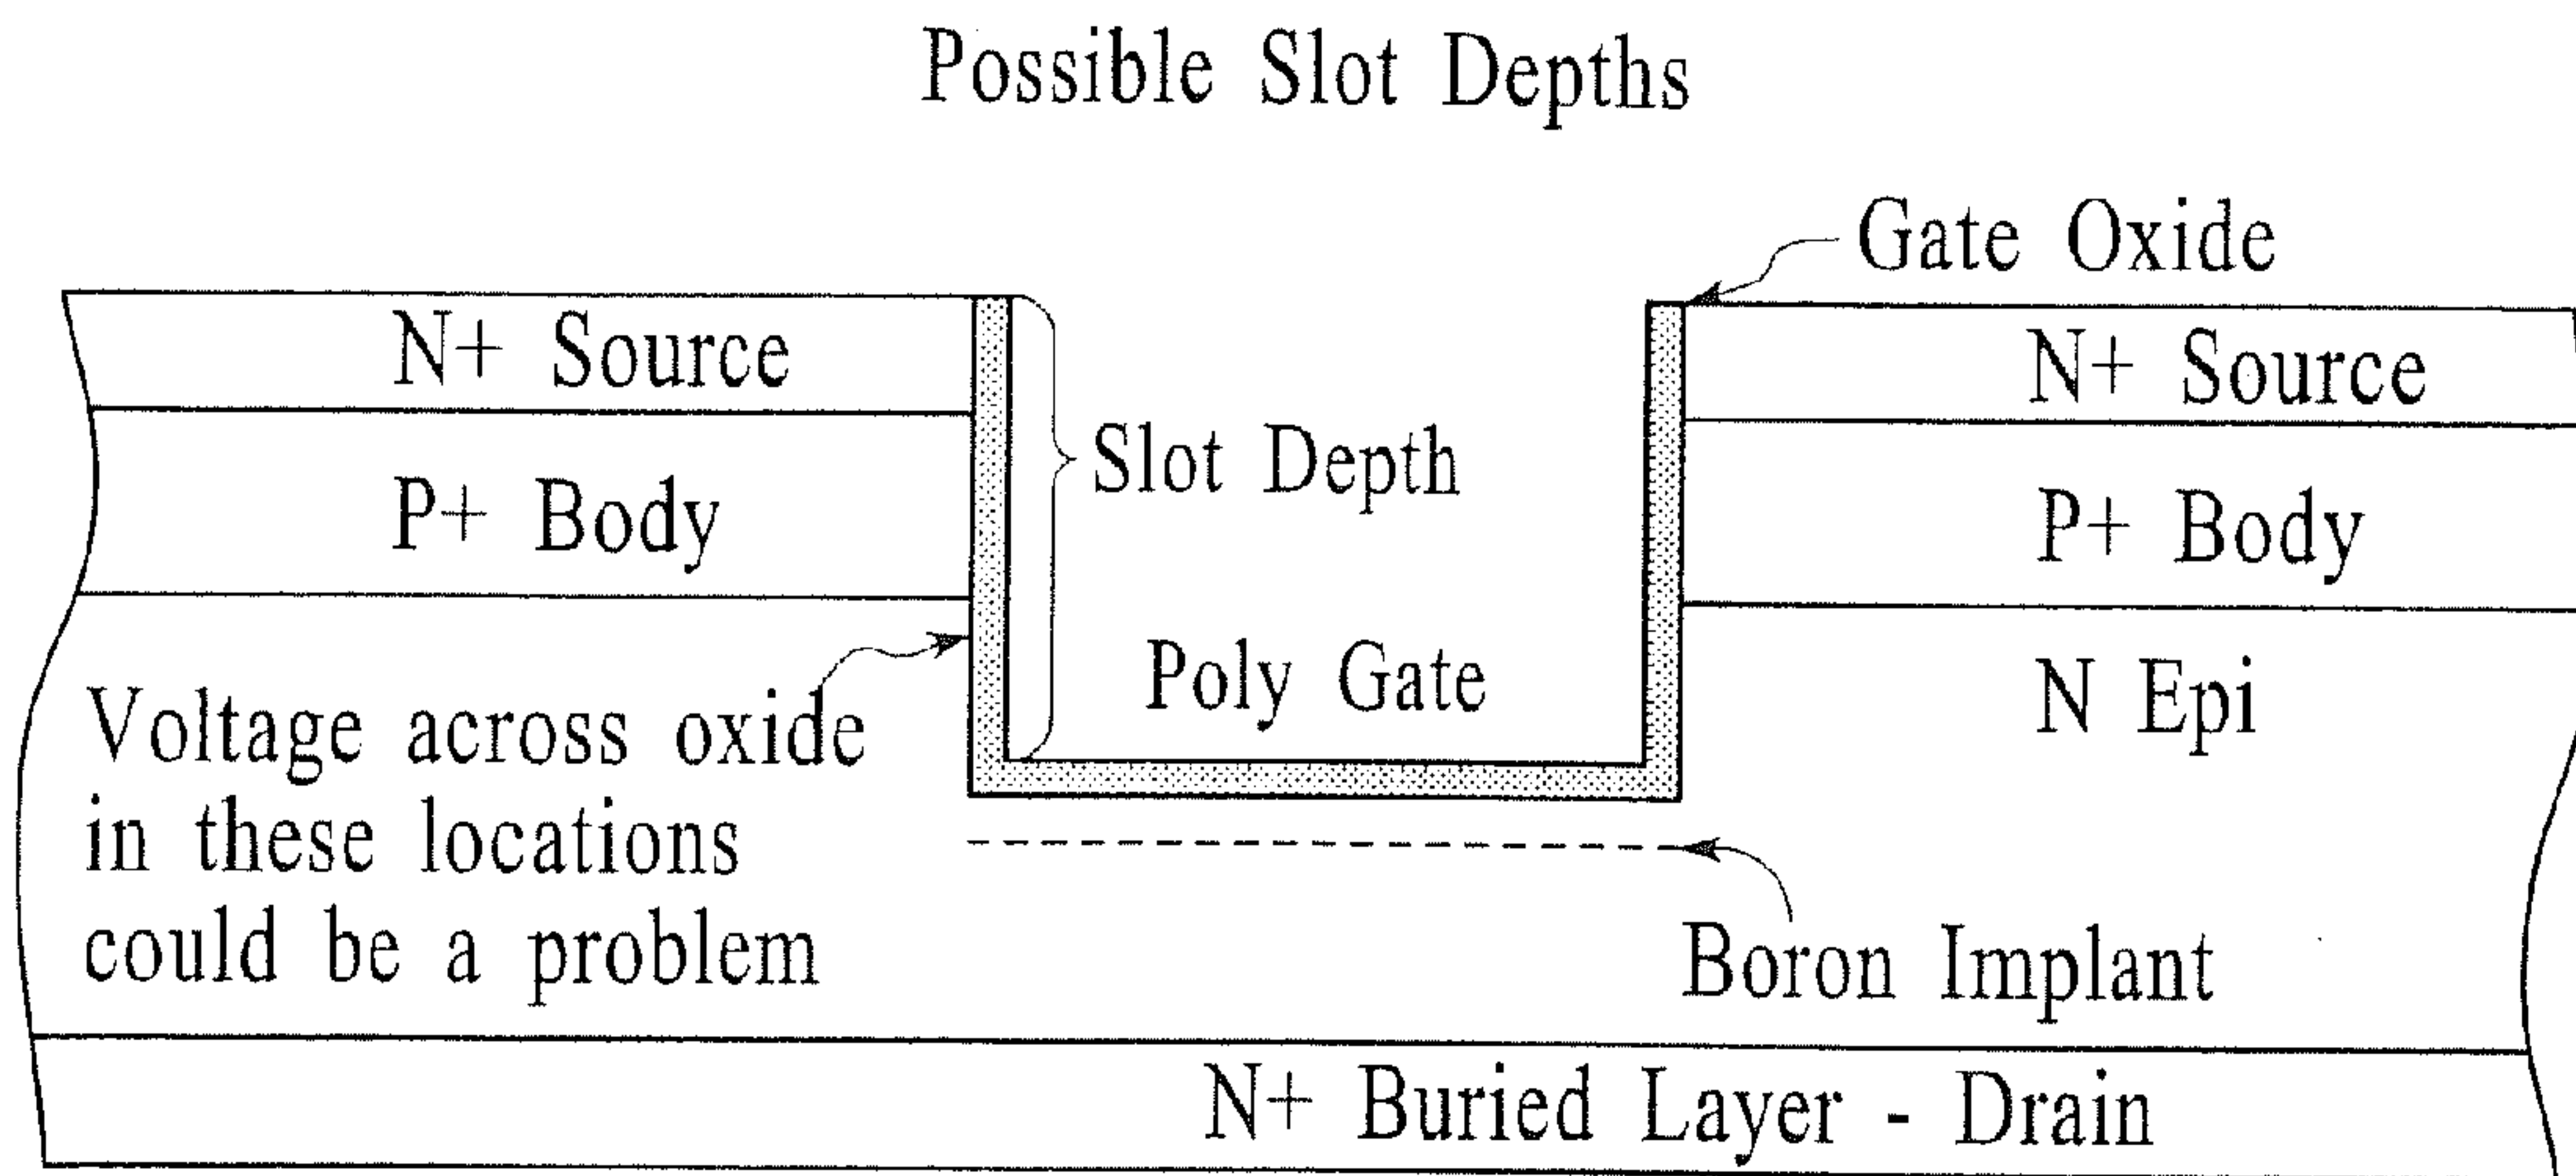 Possible Slot Depths
Gate Oxide
N+ Source
N+ Source
Slot Depth
P+ Body
P+ Body
Poly Gate
N Epi
Voltage across oxide
in these locations
could be a problem
Boron Implant
N+ Buried Layer - Drain